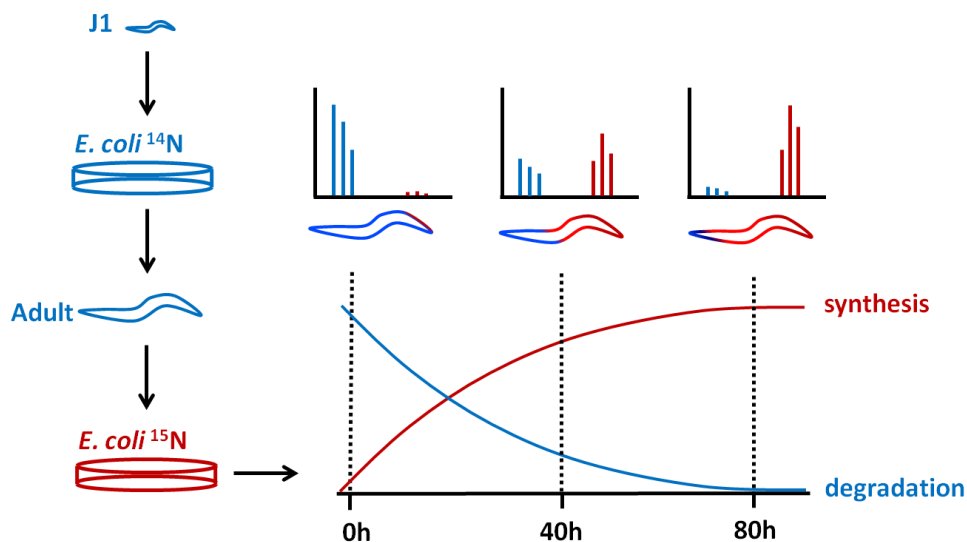 J1
E. coli ¹⁴N
Adult
E. coli ¹⁵N
synthesis
degradation
0h
40h
80h